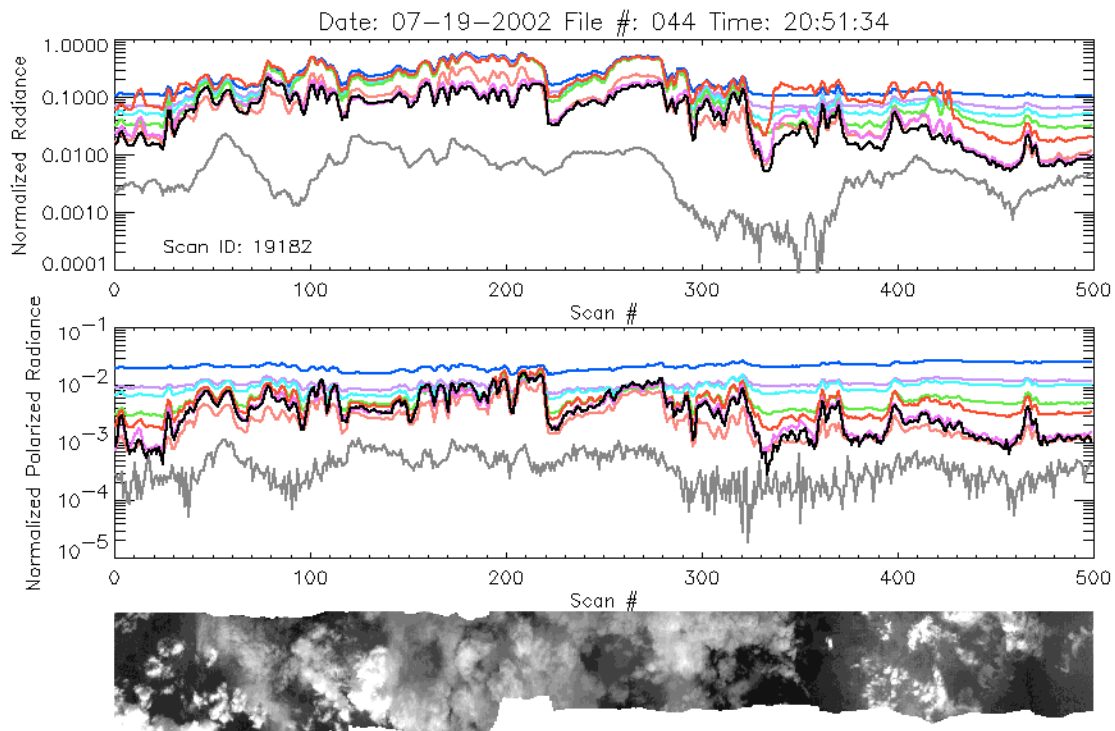 Date: 07-19-2002 File #: 044 Time: 20:51:34
Normalized Radiance
1.0000
0.1000
0.0100
0.0010
0.0001
Scan ID: 19182
0 100 200 300 400 500
Scan #
Normalized Polarized Radiance
10^-1
10^-2
10^-3
10^-4
10^-5
0 100 200 300 400 500
Scan #